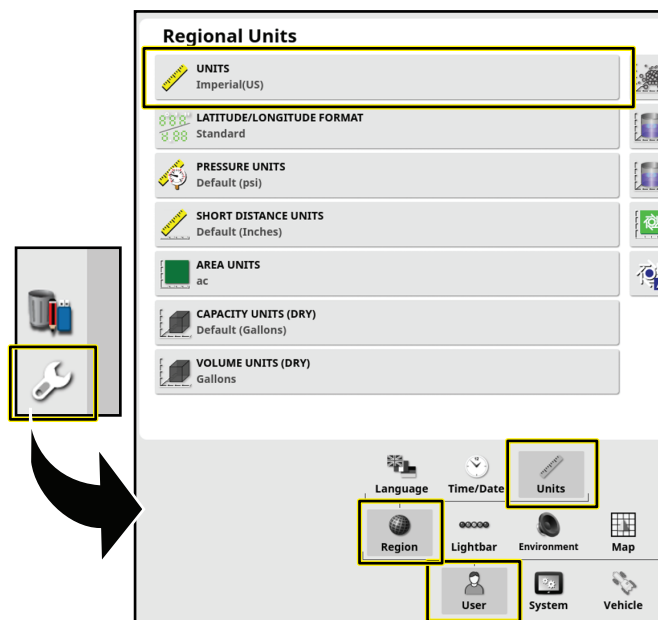 Regional Units
UNITS
Imperial(US)
LATITUDE/LONGITUDE FORMAT
Standard
PRESSURE UNITS
Default (psi)
SHORT DISTANCE UNITS
Default (Inches)
AREA UNITS
ac
CAPACITY UNITS (DRY)
Default (Gallons)
VOLUME UNITS (DRY)
Gallons
Language Time/Date Units
Region Lightbar Environment Map
User System Vehicle